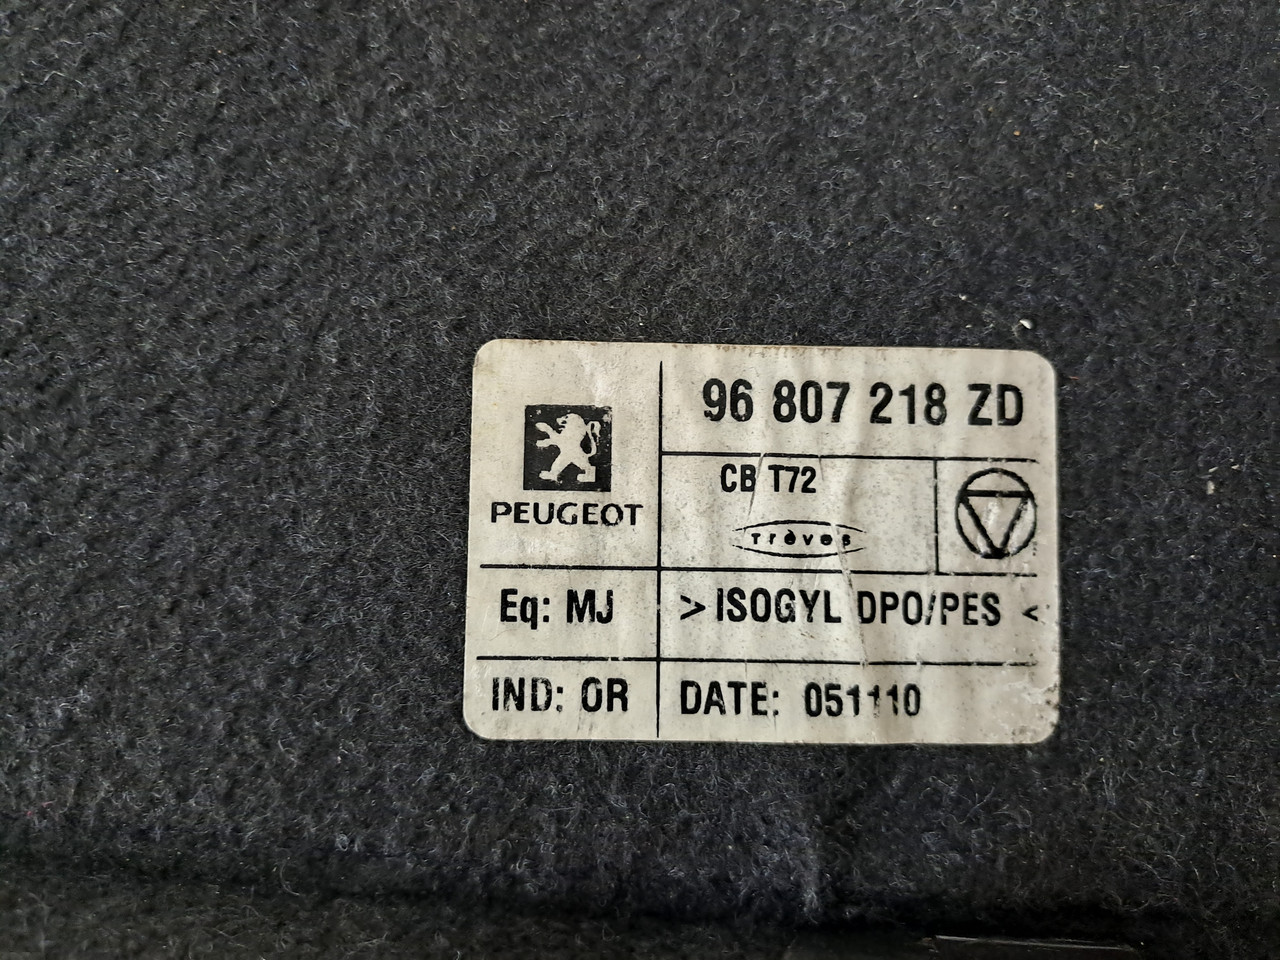 96 807 218 ZD
PEUGEOT
CB T72
Trèves
Eq: MJ
>ISOGYL DPO/PES <
IND: OR
DATE: 051110